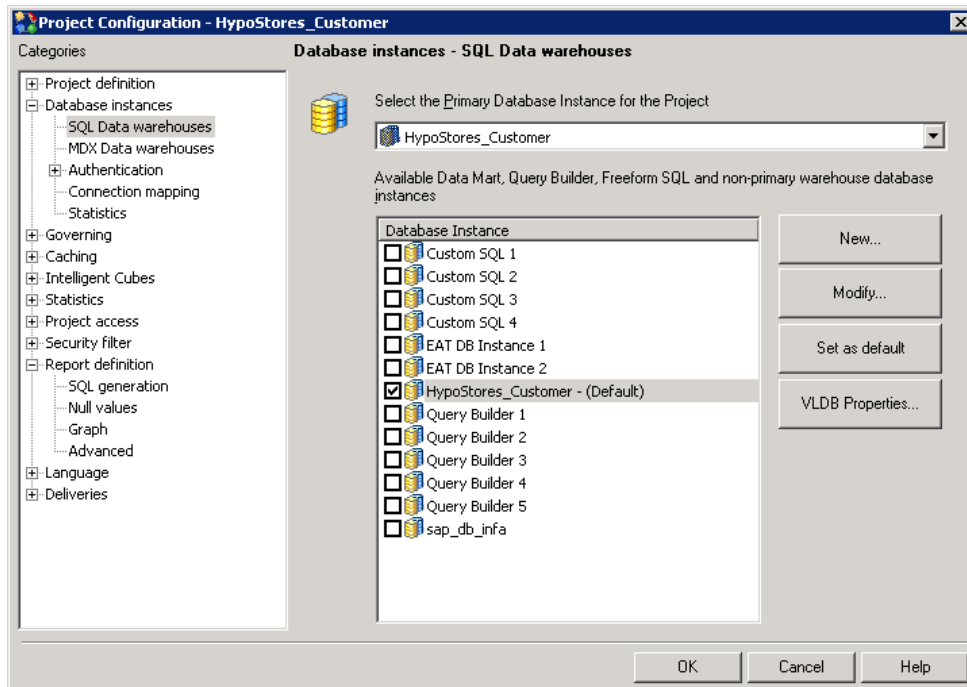 Project Configuration - HypoStores_Customer
Categories
Project definition
Database instances
SQL Data warehouses
MDX Data warehouses
Authentication
Connection mapping
Statistics
Governing
Caching
Intelligent Cubes
Statistics
Project access
Security filter
Report definition
SQL generation
Null values
Graph
Advanced
Language
Deliveries
Database instances - SQL Data warehouses
Select the Primary Database Instance for the Project
HypoStores_Customer
Available Data Mart, Query Builder, Freeform SQL and non-primary warehouse database
instances
Database Instance
Custom SQL 1
Custom SQL 2
Custom SQL 3
Custom SQL 4
EAT DB Instance 1
EAT DB Instance 2
HypoStores_Customer - (Default)
Query Builder 1
Query Builder 2
Query Builder 3
Query Builder 4
Query Builder 5
sap_db_infa
New...
Modify...
Set as default
VLDB Properties...
OK
Cancel
Help